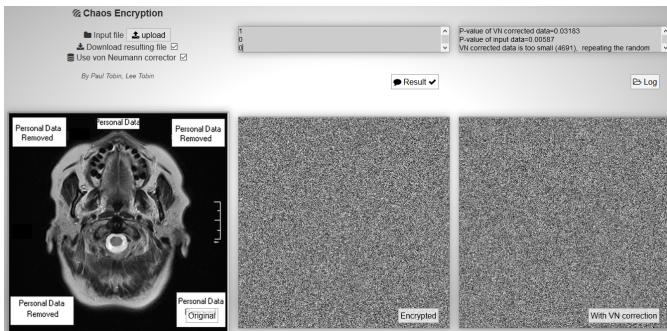 Chaos Encryption
Input file upload
Download resulting file
Use von Neumann corrector
By Paul Tobin, Lee Tobin
1
0
0
P-value of VN corrected data=0.03183
P-value of input data=0.00587
VN corrected data is too small (4691), repeating the random
Result
Log
Personal Data
Removed
Personal Data
Personal Data
Removed
Personal Data
Removed
Personal Data
Original
Encrypted
With VN correction